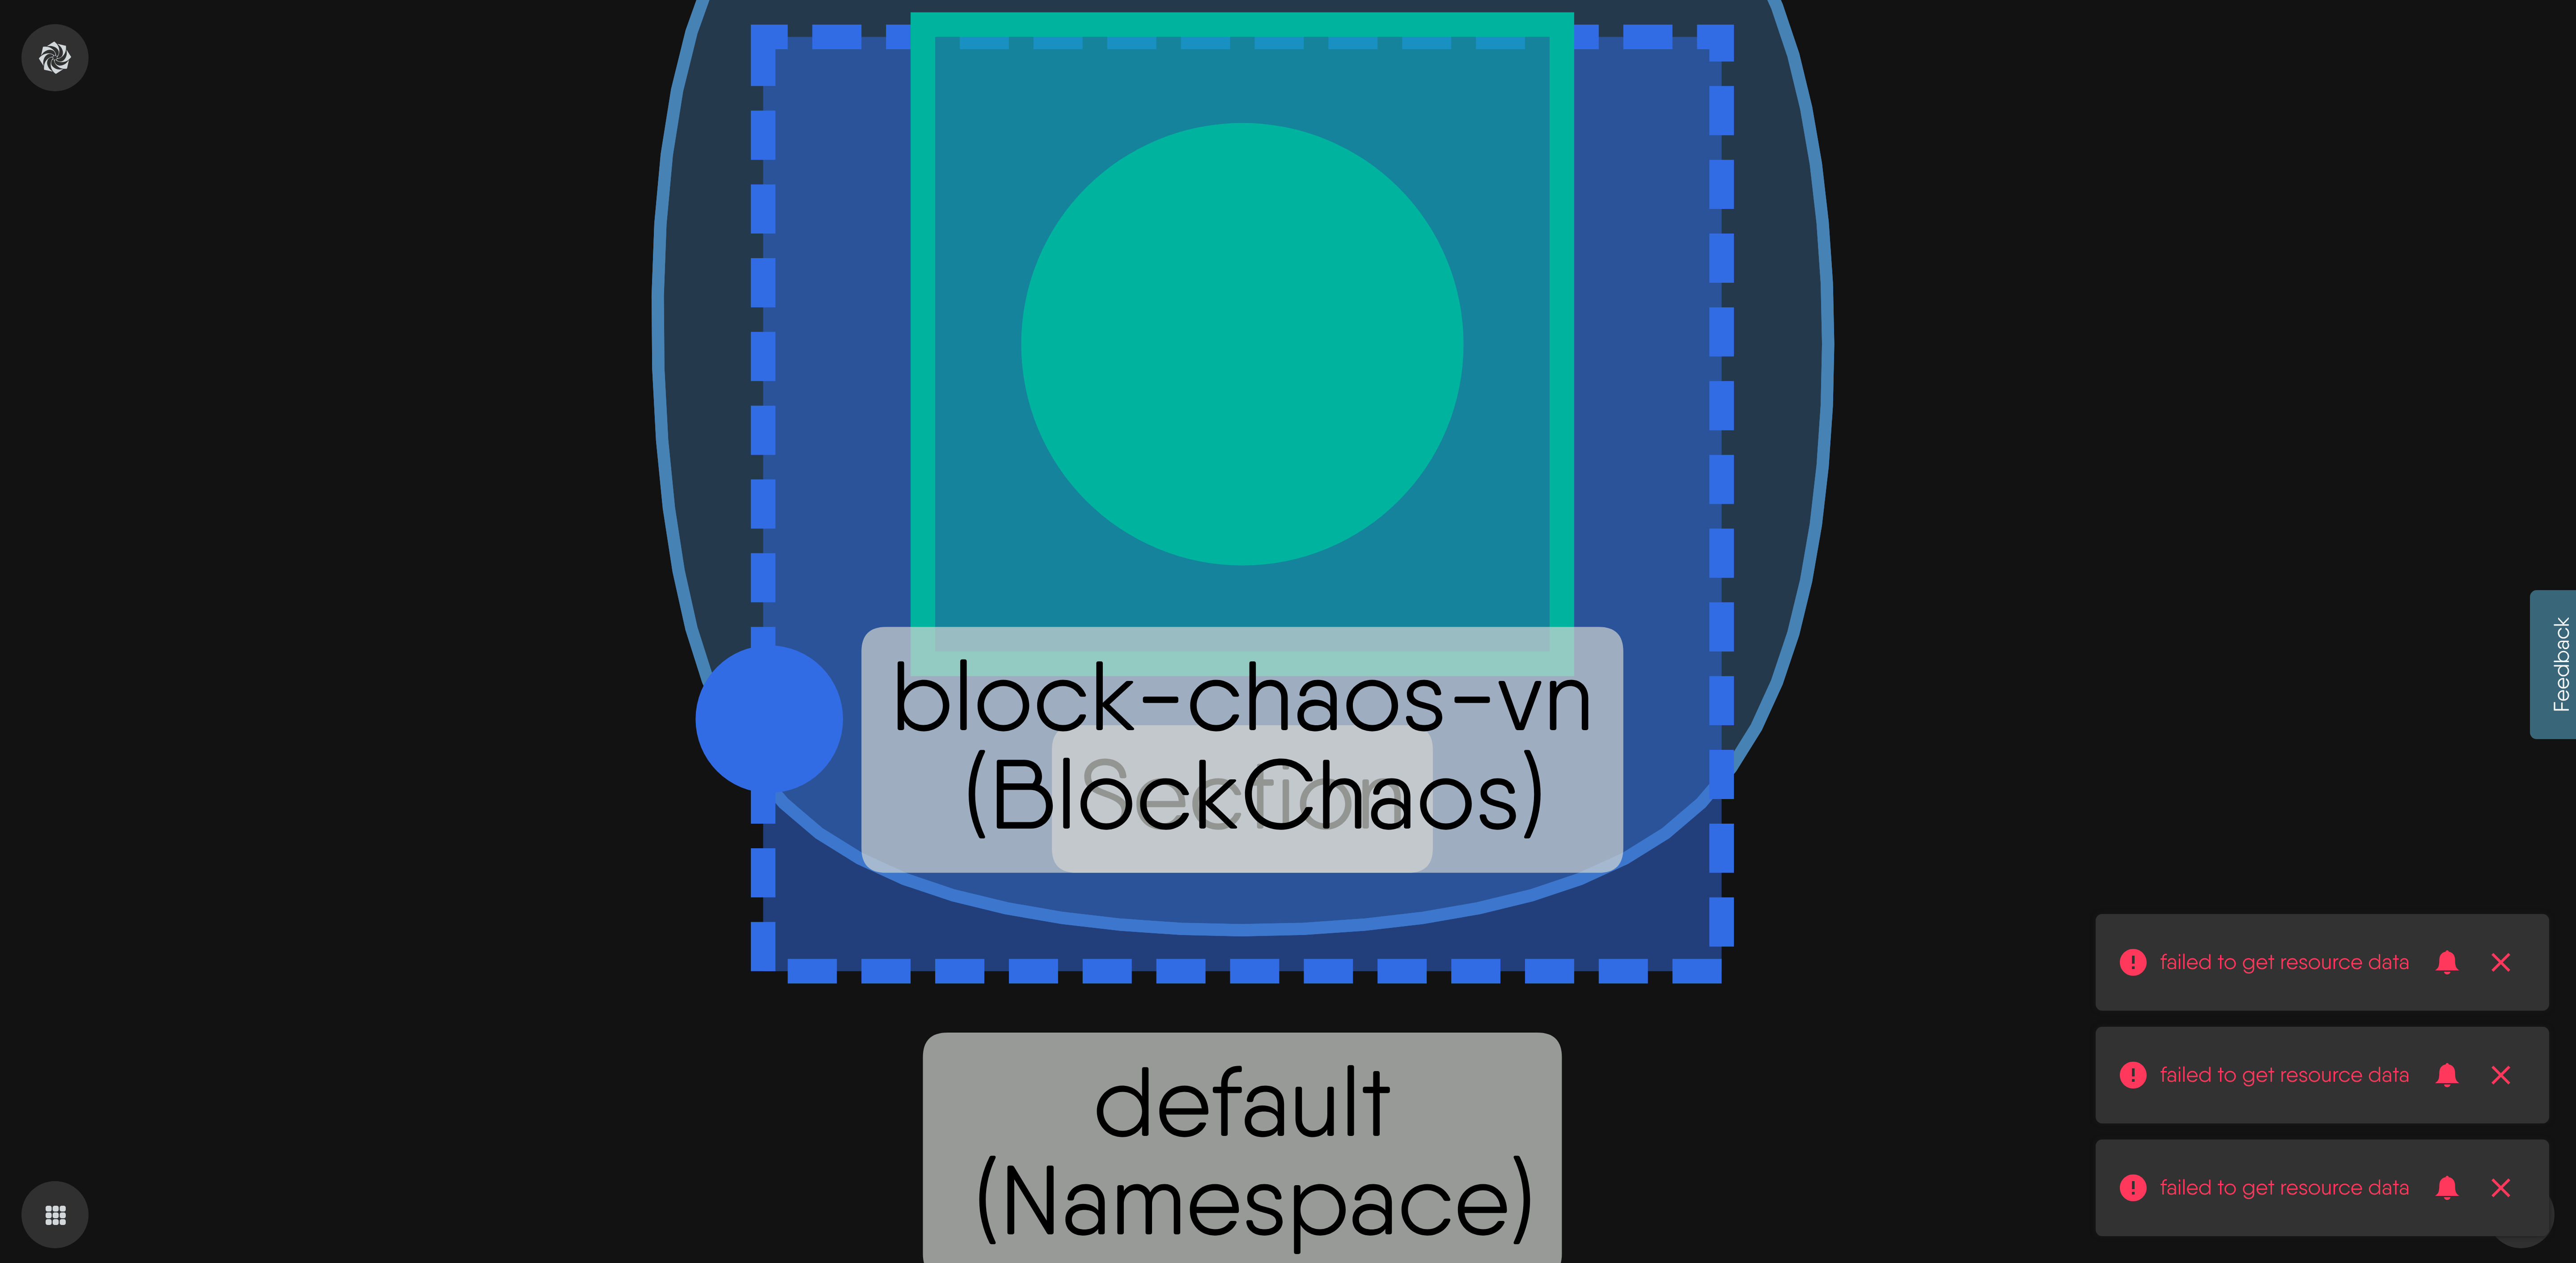 block-chaos-vn
(BlockChaos)
Section
default
(Namespace)
Feedback
failed to get resource data
failed to get resource data
failed to get resource data